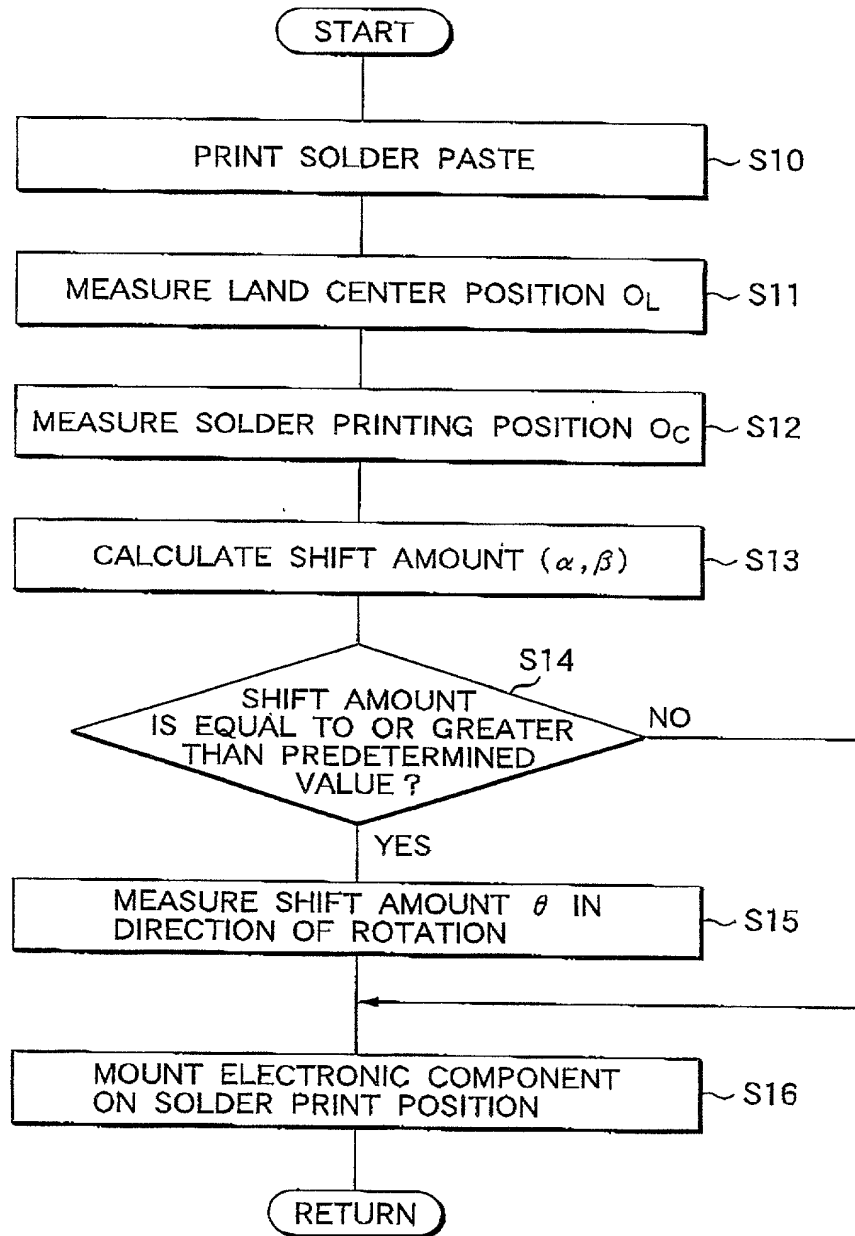 START
PRINT SOLDER PASTE
S10
MEASURE LAND CENTER POSITION OL
S11
MEASURE SOLDER PRINTING POSITION OC
S12
CALCULATE SHIFT AMOUNT (α,β)
S13
S14
SHIFT AMOUNT
IS EQUAL TO OR GREATER
THAN PREDETERMINED
VALUE?
NO
YES
MEASURE SHIFT AMOUNT θ IN
DIRECTION OF ROTATION
S15
MOUNT ELECTRONIC COMPONENT
ON SOLDER PRINT POSITION
S16
RETURN